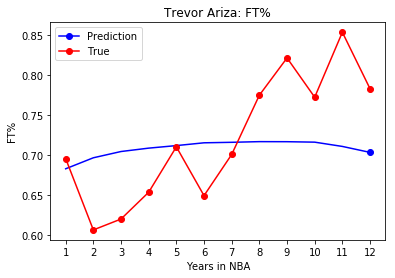 Trevor Ariza: FT%
Prediction
True
FT%
0.85
0.80
0.75
0.70
0.65
0.60
1 2 3 4 5 6 7 8 9 10 11 12
Years in NBA